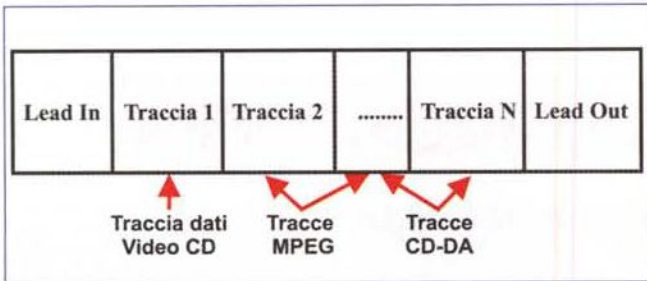 Lead In Traccia 1 Traccia 2 ........ Traccia N Lead Out
Traccia dati Tracce Tracce
Video CD MPEG CD-DA